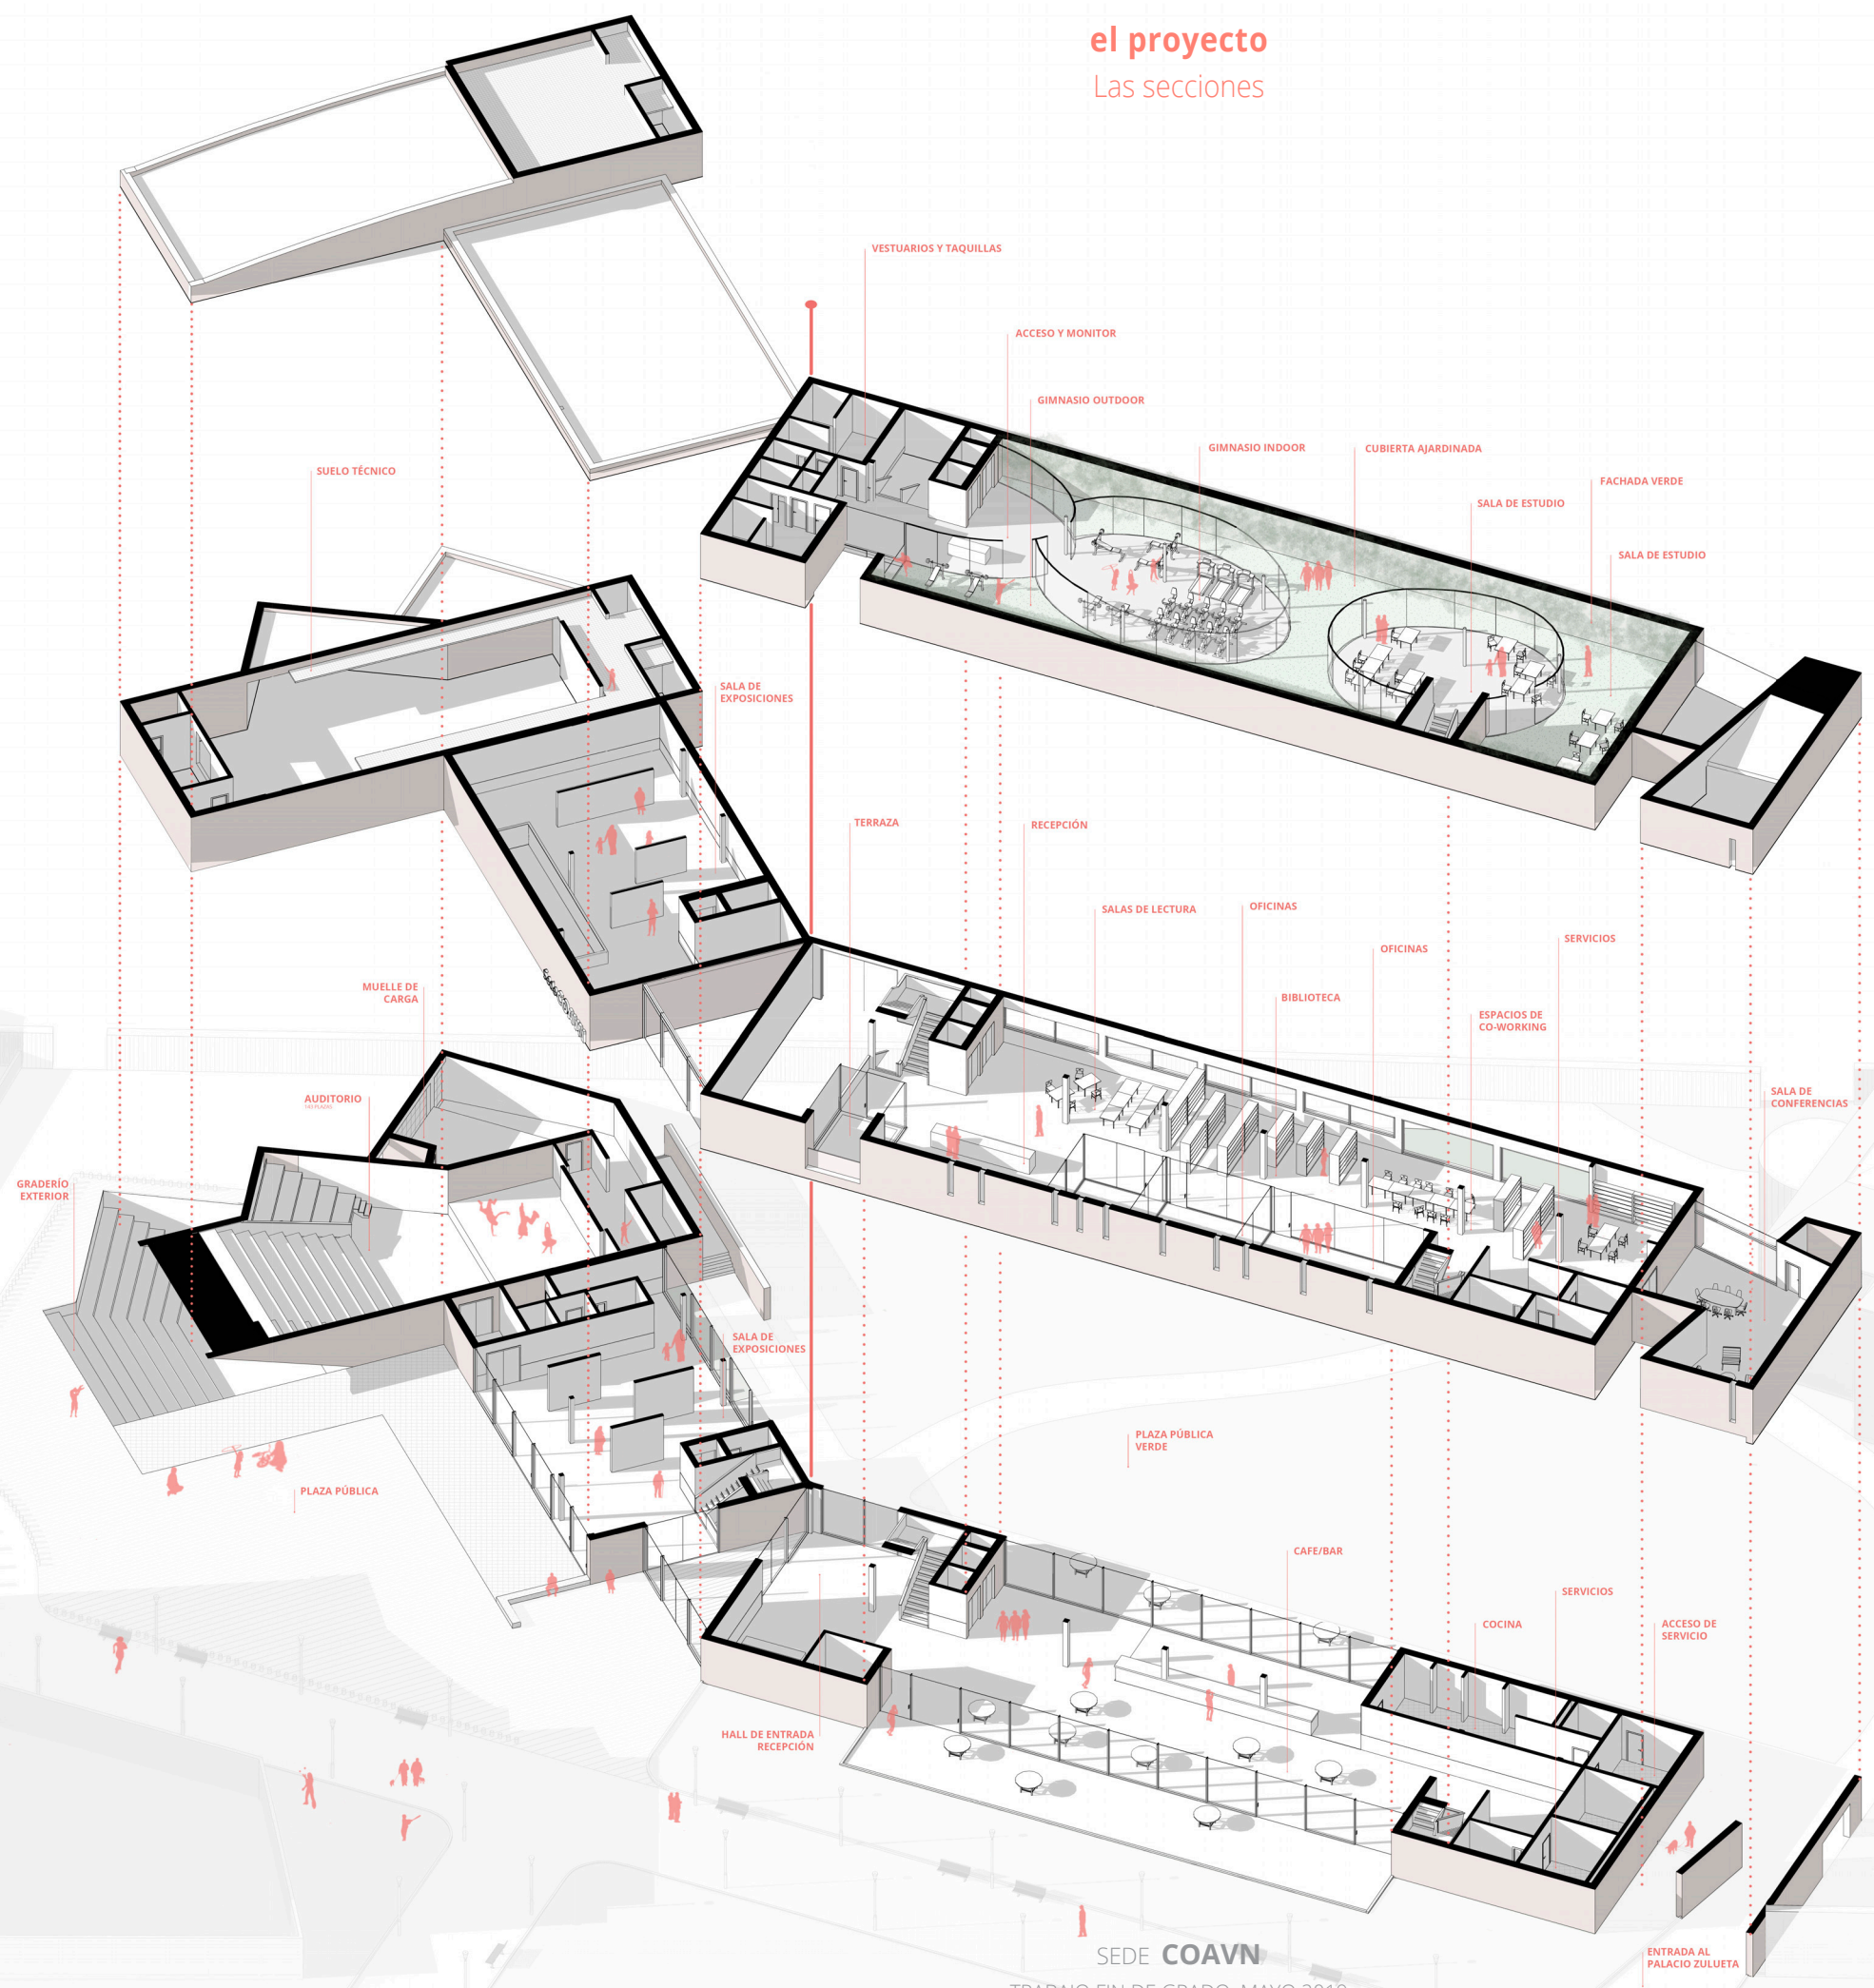 el proyecto
Las secciones
VESTUARIOS Y TAQUILLAS
ACCESO Y MONITOR
GIMNASIO OUTDOOR
GIMNASIO INDOOR
CUBIERTA AJARDINADA
FACHADA VERDE
SALA DE ESTUDIO
SALA DE ESTUDIO
SUELO TÉCNICO
SALA DE
EXPOSICIONES
TERRAZA
RECEPCIÓN
SALAS DE LECTURA
OFICINAS
OFICINAS
SERVICIOS
BIBLIOTECA
ESPACIOS DE
CO-WORKING
SALA DE
CONFERENCIAS
MUELLE DE
CARGA
AUDITORIO
GRADERÍO
EXTERIOR
SALA DE
EXPOSICIONES
PLAZA PÚBLICA
PLAZA PÚBLICA
VERDE
CAFE/BAR
SERVICIOS
COCINA
ACCESO DE
SERVICIO
HALL DE ENTRADA
RECEPCIÓN
ENTRADA AL
PALACIO ZULUETA
SEDE COAVN